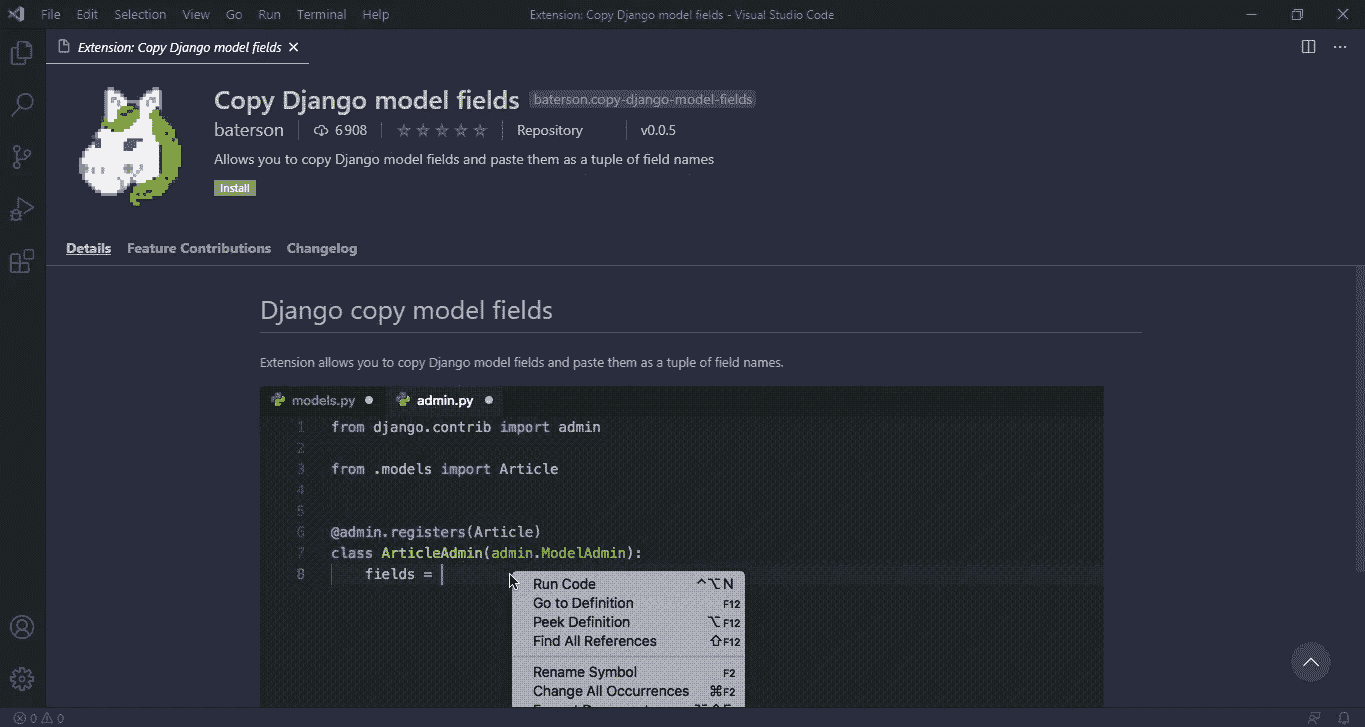 File Edit Selection View Go Run Terminal Help Extension: Copy Django model fields - Visual Studio Code
Extension: Copy Django model fields
Copy Django model fields baterson.copy-django-model-fields
baterson 6 908 Repository v0.0.5
Allows you to copy Django model fields and paste them as a tuple of field names
Install
Details Feature Contributions Changelog
Django copy model fields
Extension allows you to copy Django model fields and paste them as a tuple of field names.
models.py admin.py
1 from django.contrib import admin
2
3 from .models import Article
4
5
6 @admin.registers(Article)
7 class ArticleAdmin(admin.ModelAdmin):
8 fields =
Run Code ^⌥N
Go to Definition F12
Peek Definition ⌥F12
Find All References ⇧F12
Rename Symbol F2
Change All Occurrences ⌘F2
0 0